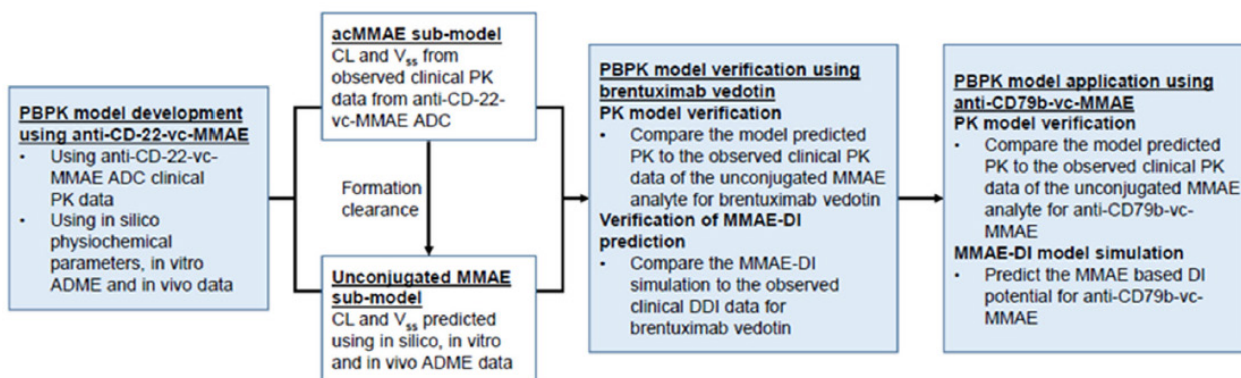 PBPK model development
using anti-CD-22-vc-MMAE
• Using anti-CD-22-vc-
MMAE ADC clinical
PK data
• Using in silico
physiochemical
parameters, in vitro
ADME and in vivo data
acMMAE sub-model
CL and Vss from
observed clinical PK
data from anti-CD-22-
vc-MMAE ADC
Formation
clearance
Unconjugated MMAE
sub-model
CL and Vss predicted
using in silico, in vitro
and in vivo ADME data
PBPK model verification using
brentuximab vedotin
PK model verification
• Compare the model predicted
PK to the observed clinical PK
data of the unconjugated MMAE
analyte for brentuximab vedotin
Verification of MMAE-DDI
prediction
• Compare the MMAE-DI
simulation to the observed
clinical DDI data for
brentuximab vedotin
PBPK model application using
anti-CD79b-vc-MMAE
PK model verification
• Compare the model predicted
PK to the observed clinical PK
data of the unconjugated MMAE
analyte for anti-CD79b-vc-
MMAE
MMAE-DI model simulation
• Predict the MMAE based DI
potential for anti-CD79b-vc-
MMAE